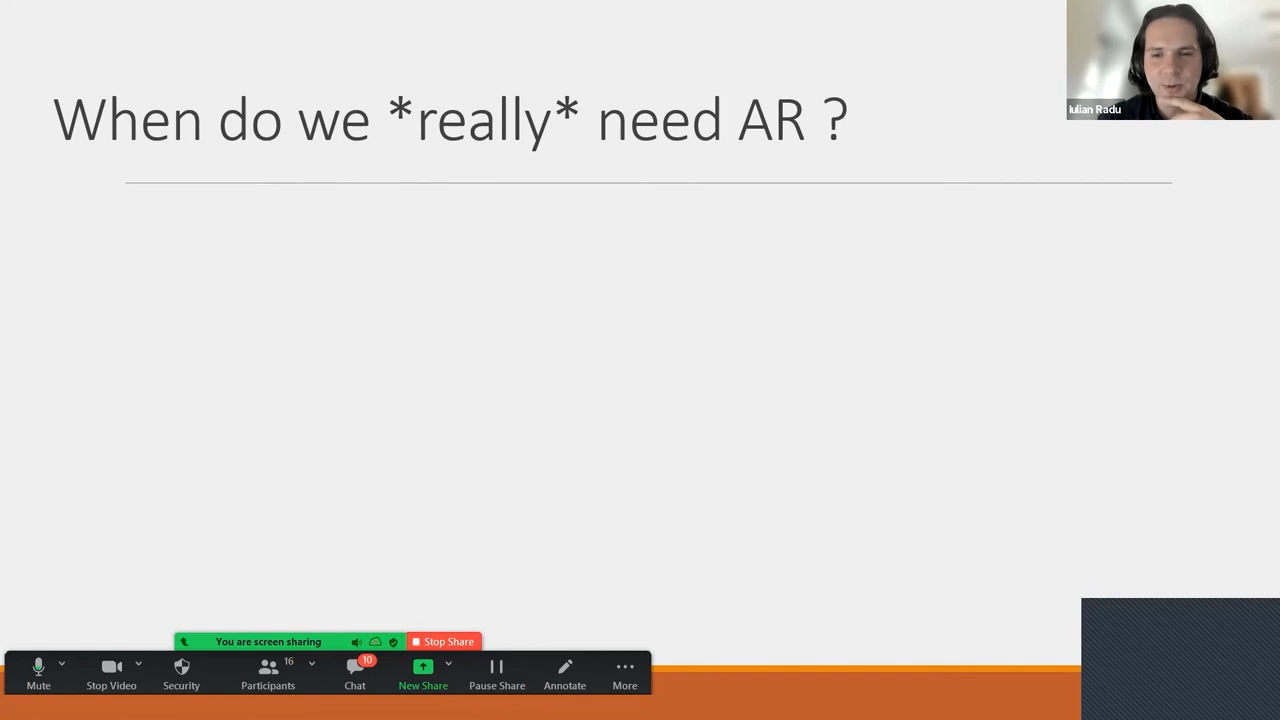 When do we *really* need AR ?
Iulian Radu
You are screen sharing
Stop Share
16
10
Mute
Stop Video
Security
Participants
Chat
New Share
Pause Share
Annotate
More